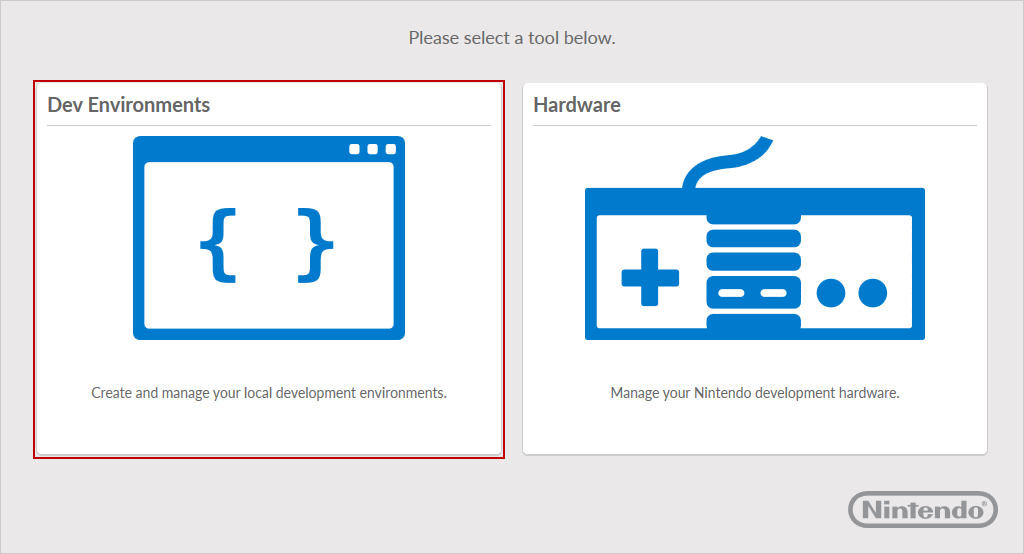 Please select a tool below.
Dev Environments
{ }
Create and manage your local development environments.
Hardware
Manage your Nintendo development hardware.
Nintendo®